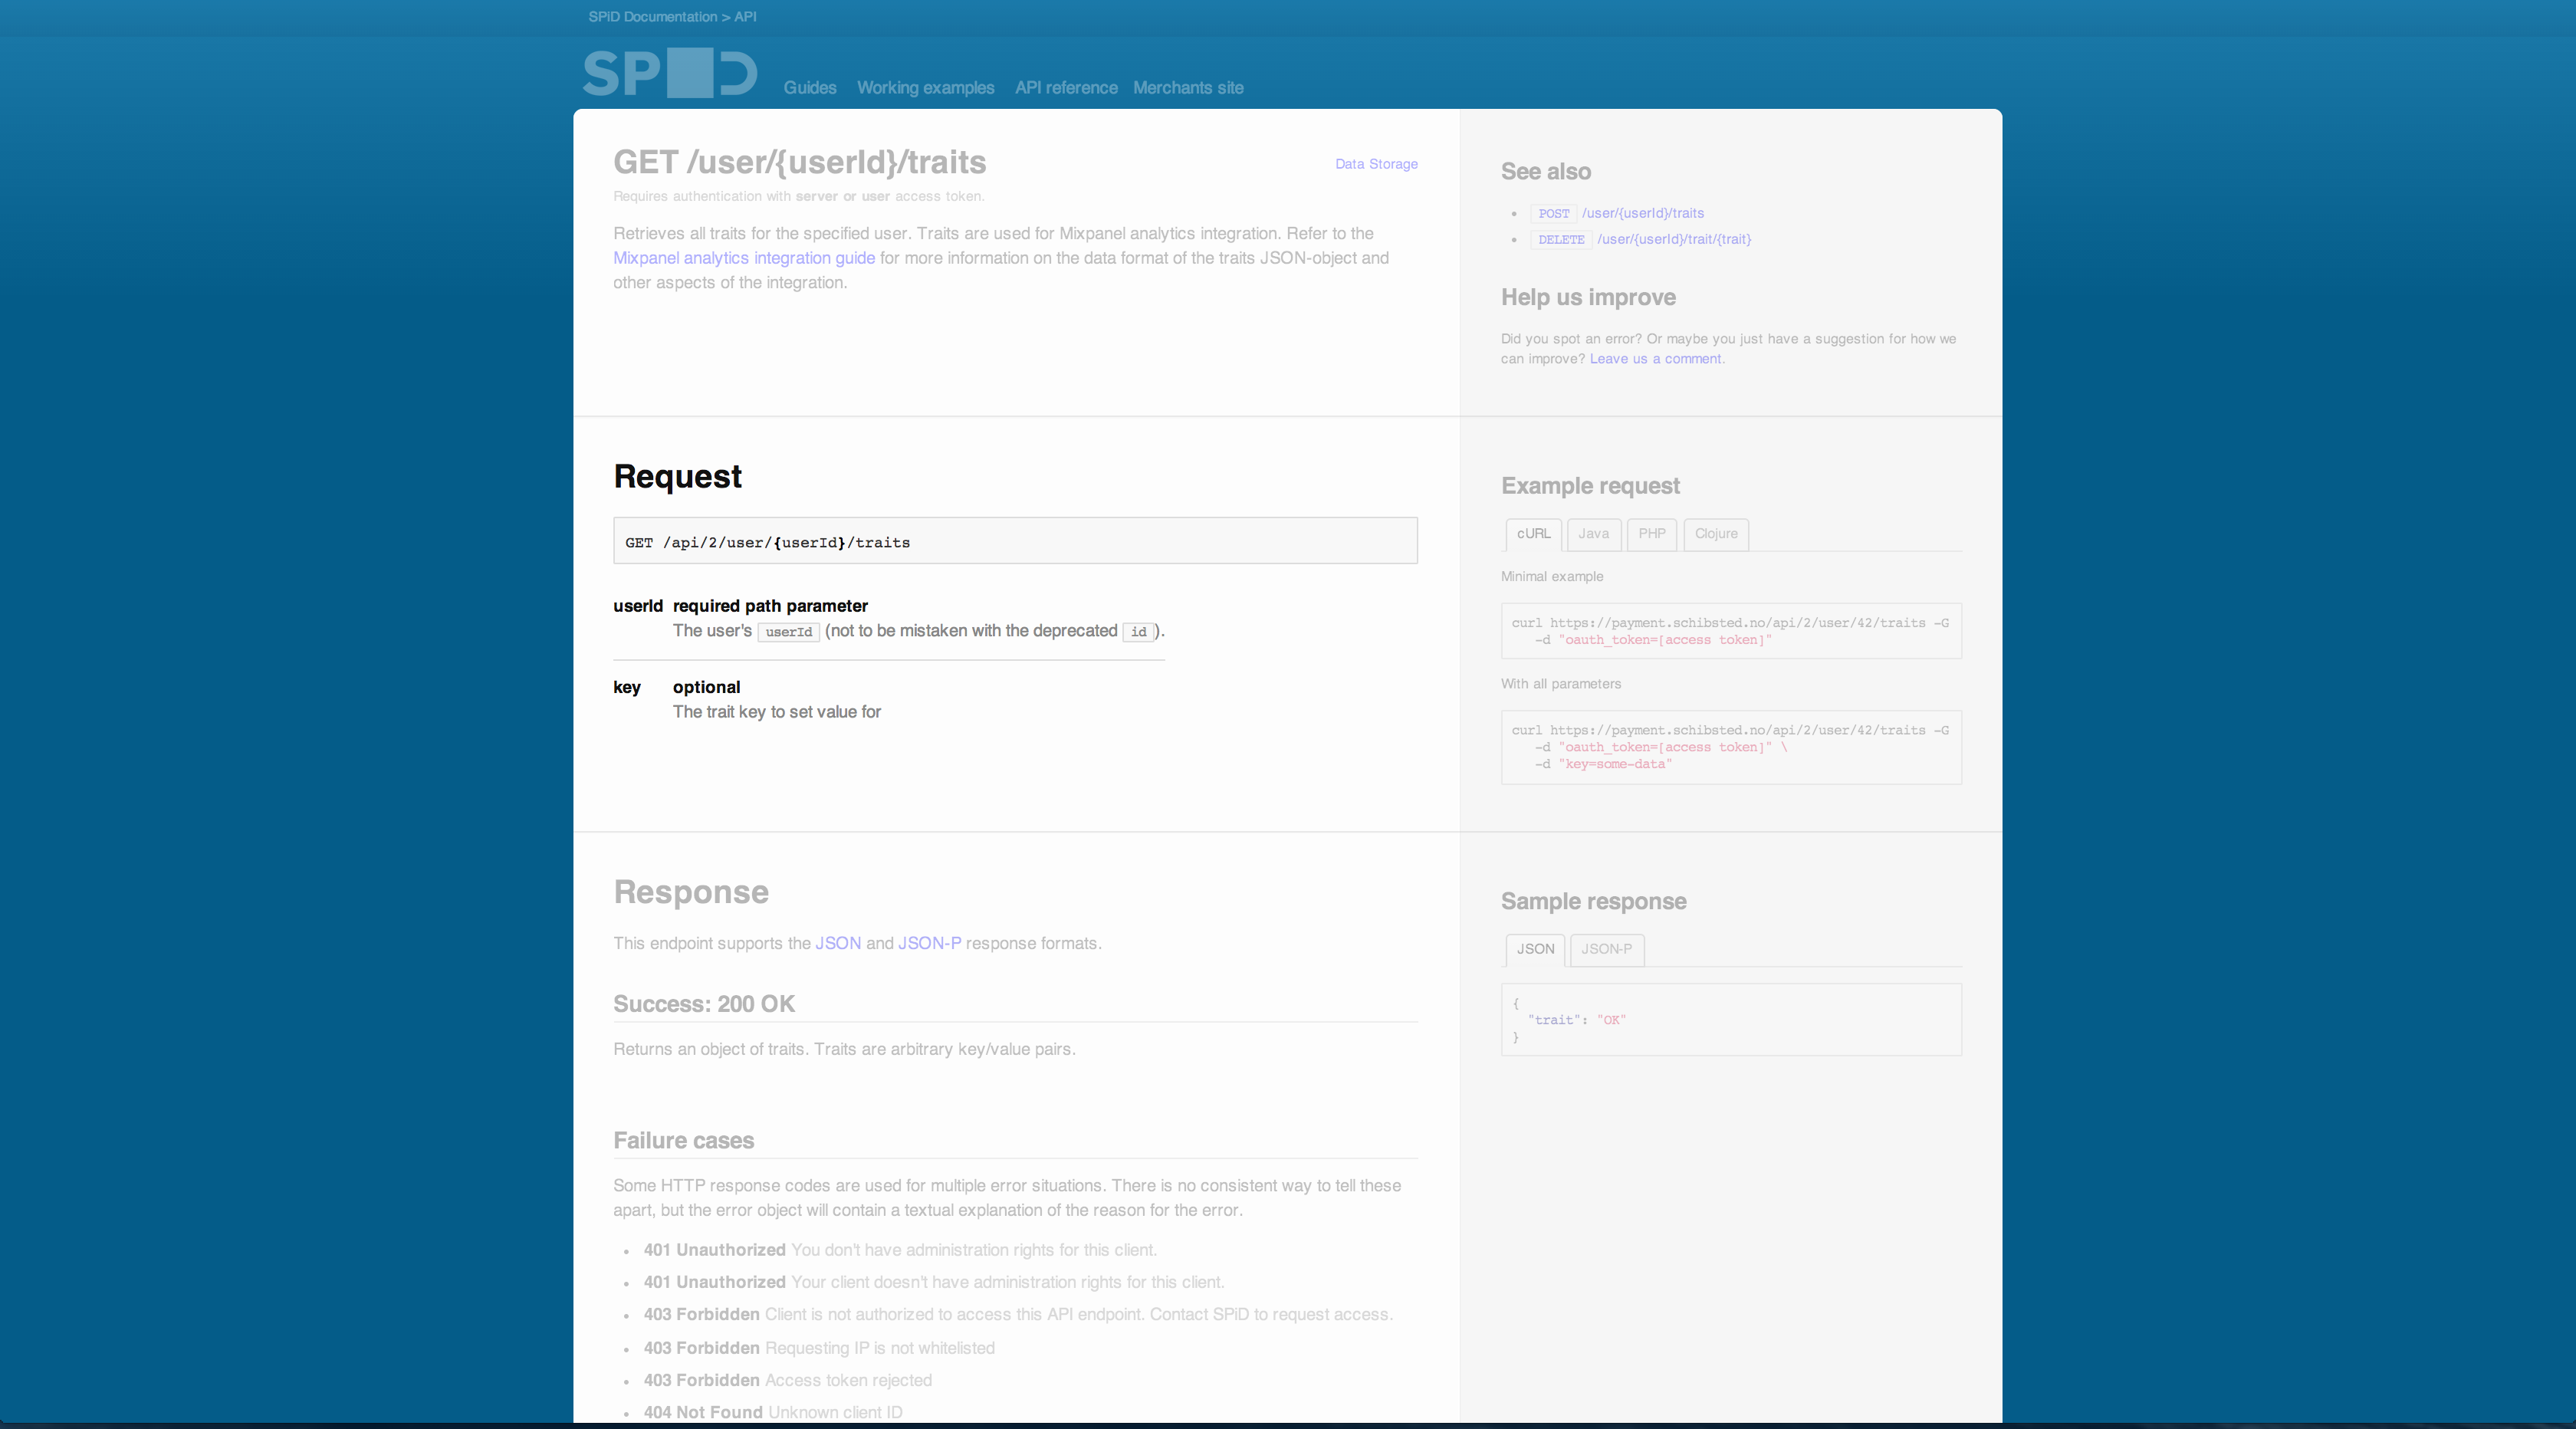 SPiD Documentation > API
SP D
Guides Working examples API reference Merchants site
GET /user/{userId}/traits
Data Storage
Requires authentication with server or user access token.
Retrieves all traits for the specified user. Traits are used for Mixpanel analytics integration. Refer to the
Mixpanel analytics integration guide for more information on the data format of the traits JSON-object and
other aspects of the integration.
See also
POST /user/{userId}/traits
DELETE /user/{userId}/trait/{trait}
Help us improve
Did you spot an error? Or maybe you just have a suggestion for how we
can improve? Leave us a comment.
Request
GET /api/2/user/{userId}/traits
userId required path parameter
The user's userId (not to be mistaken with the deprecated id).
key optional
The trait key to set value for
Example request
cURL Java PHP Clojure
Minimal example
curl https://payment.schibsted.no/api/2/user/42/traits -G
-d "oauth_token=[access token]"
With all parameters
curl https://payment.schibsted.no/api/2/user/42/traits -G
-d "oauth_token=[access token]" \
-d "key=some-data"
Response
This endpoint supports the JSON and JSON-P response formats.
Success: 200 OK
Returns an object of traits. Traits are arbitrary key/value pairs.
Failure cases
Some HTTP response codes are used for multiple error situations. There is no consistent way to tell these
apart, but the error object will contain a textual explanation of the reason for the error.
401 Unauthorized You don't have administration rights for this client.
401 Unauthorized Your client doesn't have administration rights for this client.
403 Forbidden Client is not authorized to access this API endpoint. Contact SPiD to request access.
403 Forbidden Requesting IP is not whitelisted
403 Forbidden Access token rejected
404 Not Found Unknown client ID
Sample response
JSON JSON-P
{
"trait": "OK"
}